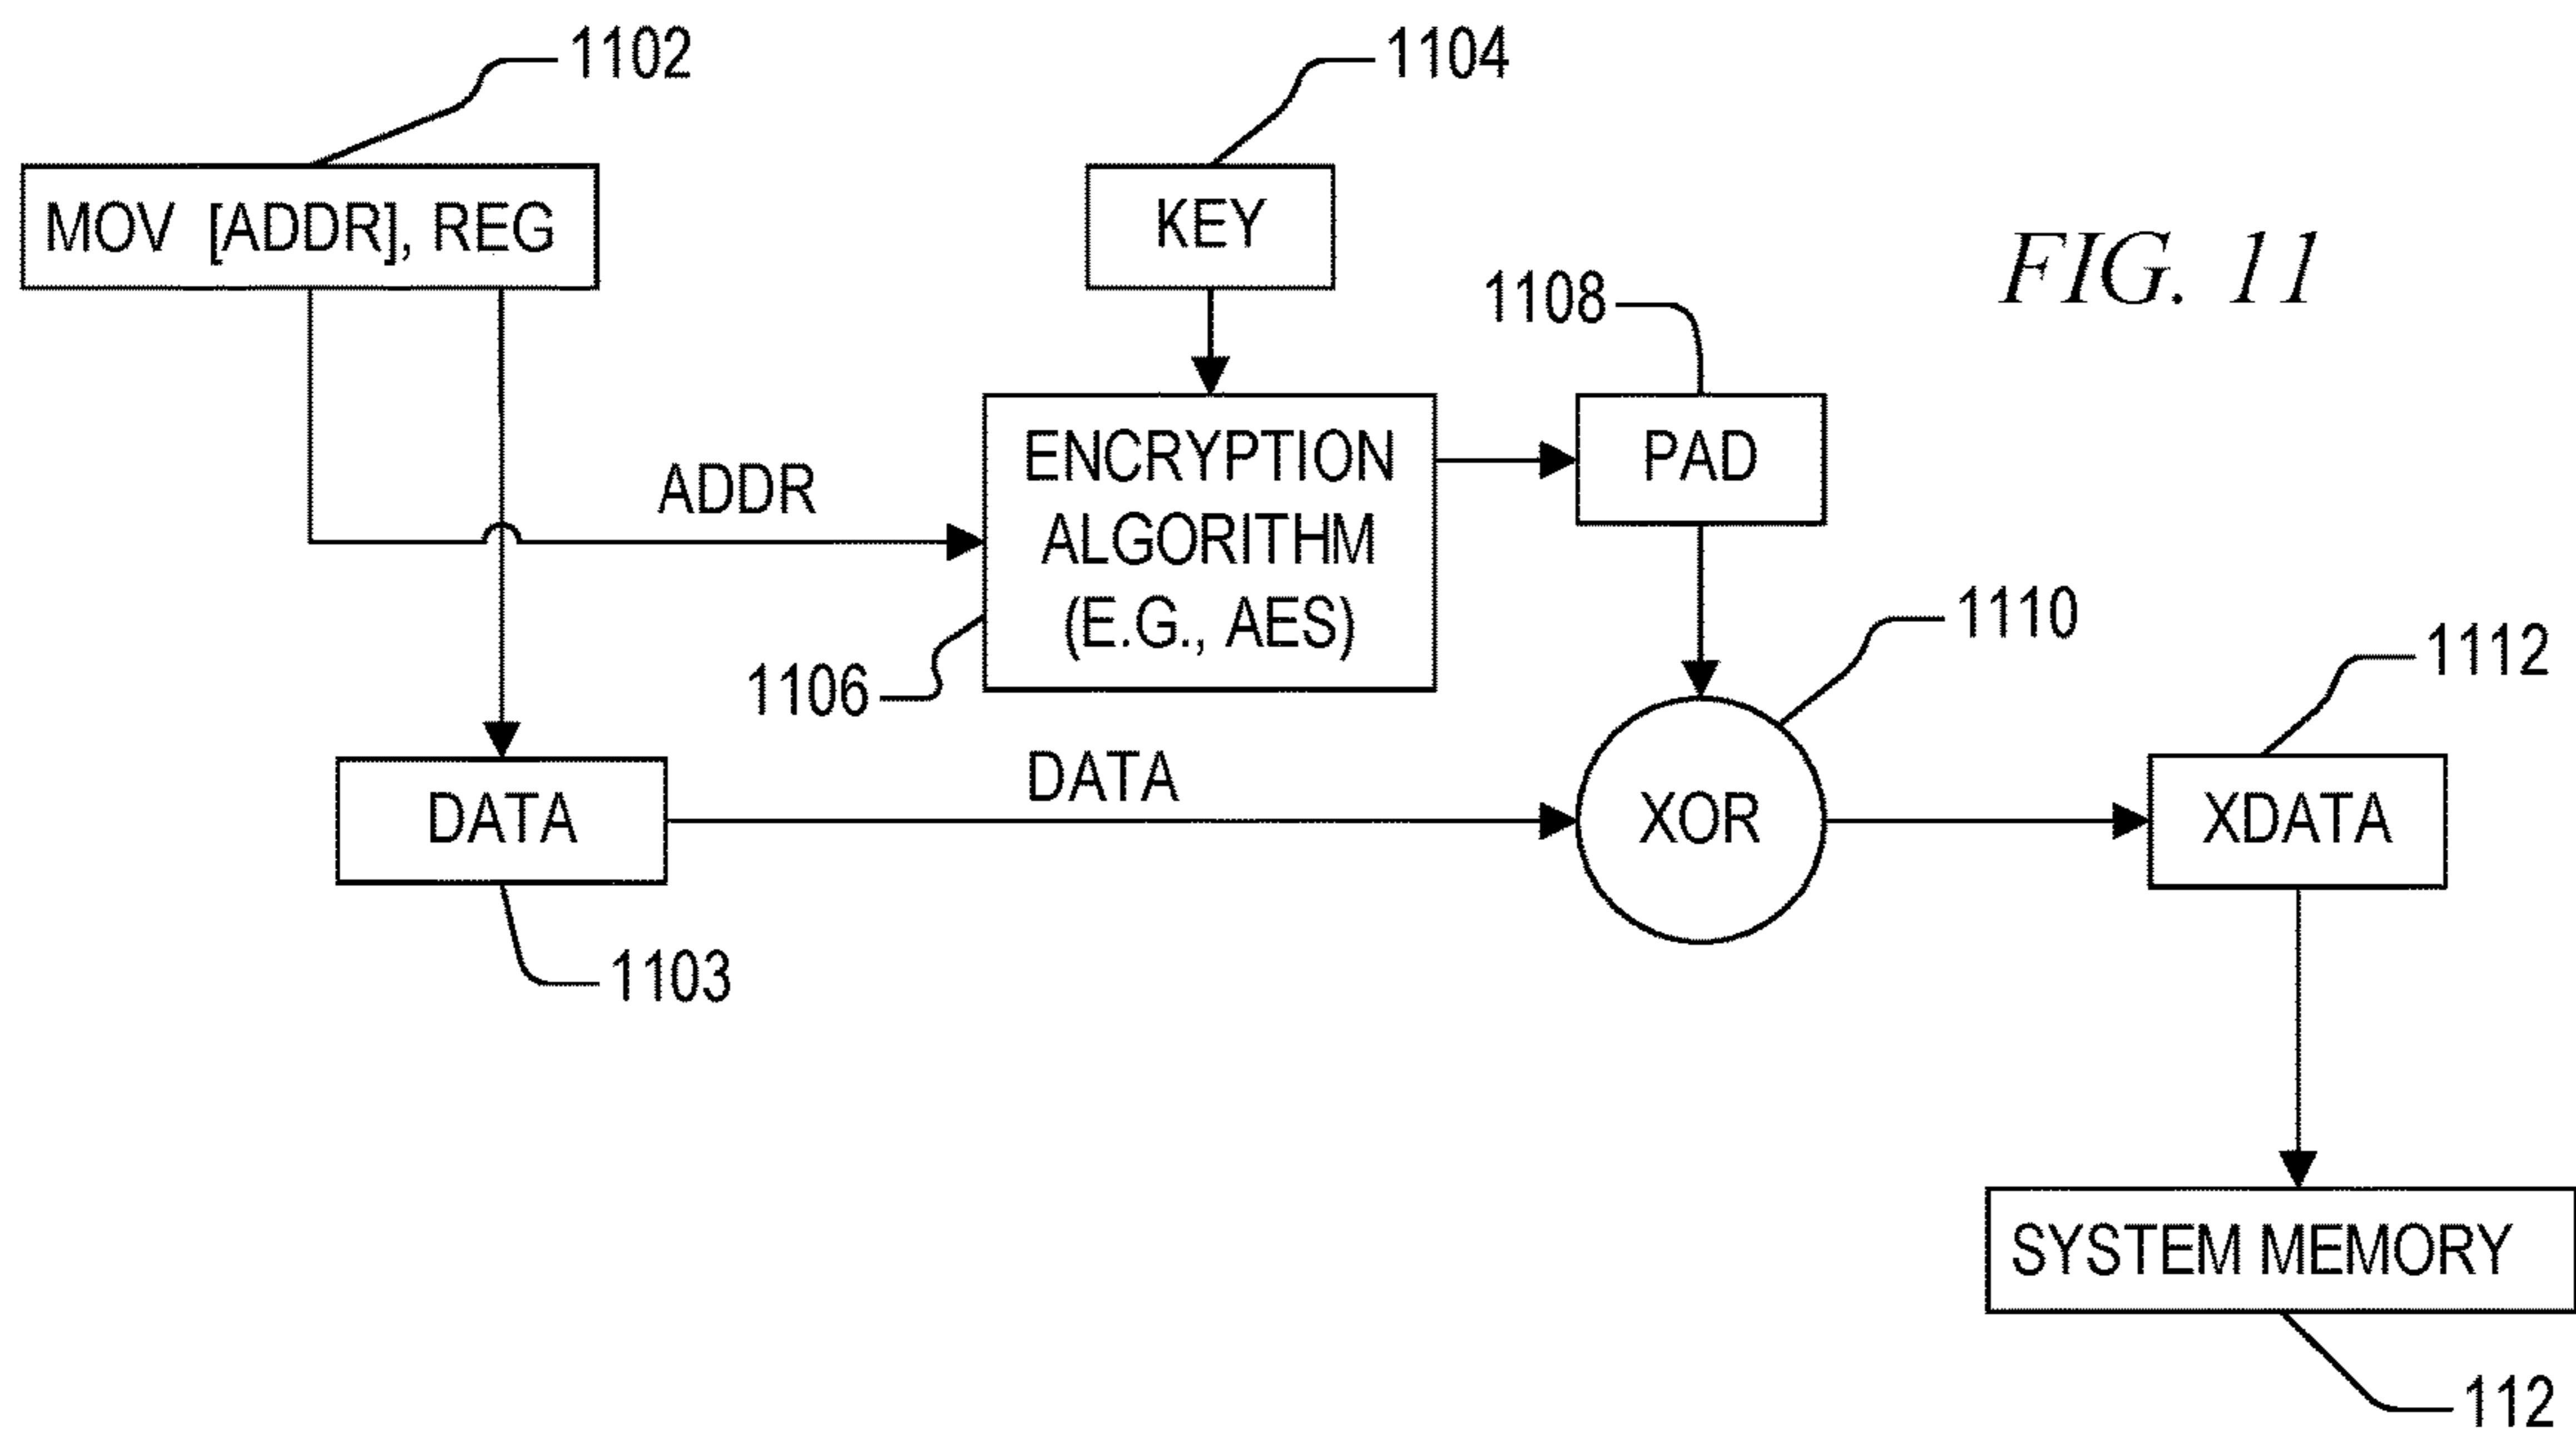 1102
1104
MOV [ADDR], REG
KEY
FIG. 11
1108
ADDR
ENCRYPTION
ALGORITHM
(E.G., AES)
PAD
1106
1110
1112
DATA
DATA
XOR
XDATA
1103
SYSTEM MEMORY
112